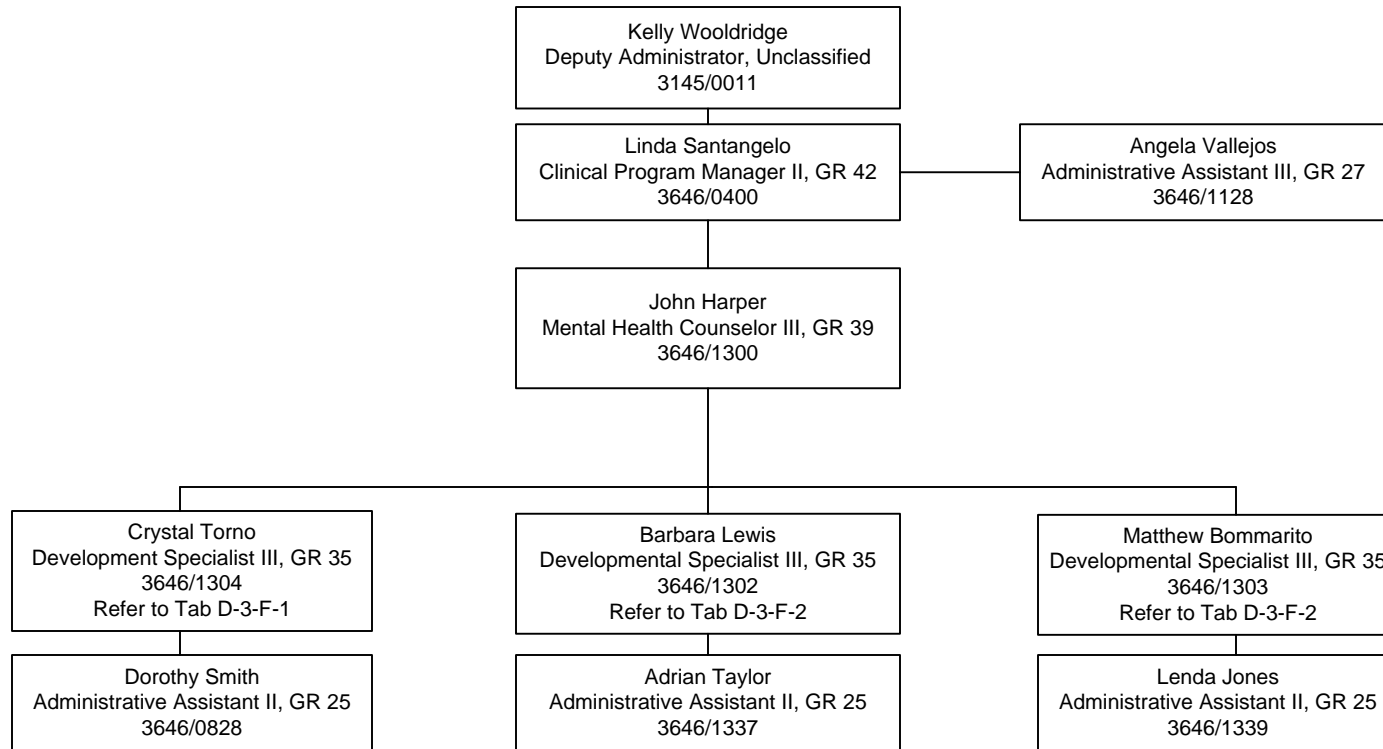 Kelly Wooldridge
Deputy Administrator, Unclassified
3145/0011
Linda Santangelo
Clinical Program Manager II, GR 42
3646/0400
Angela Vallejos
Administrative Assistant III, GR 27
3646/1128
John Harper
Mental Health Counselor III, GR 39
3646/1300
Crystal Torno
Development Specialist III, GR 35
3646/1304
Refer to Tab D-3-F-1
Barbara Lewis
Developmental Specialist III, GR 35
3646/1302
Refer to Tab D-3-F-2
Matthew Bommarito
Developmental Specialist III, GR 35
3646/1303
Refer to Tab D-3-F-2
Dorothy Smith
Administrative Assistant II, GR 25
3646/0828
Adrian Taylor
Administrative Assistant II, GR 25
3646/1337
Lenda Jones
Administrative Assistant II, GR 25
3646/1339